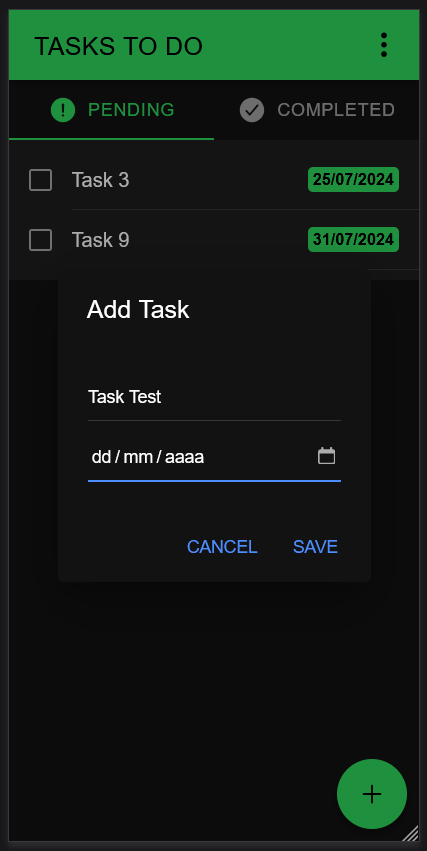 TASKS TO DO
PENDING COMPLETED
Task 3 25/07/2024
Task 9 31/07/2024
Add Task
Task Test
dd/mm/aaaa
CANCEL SAVE